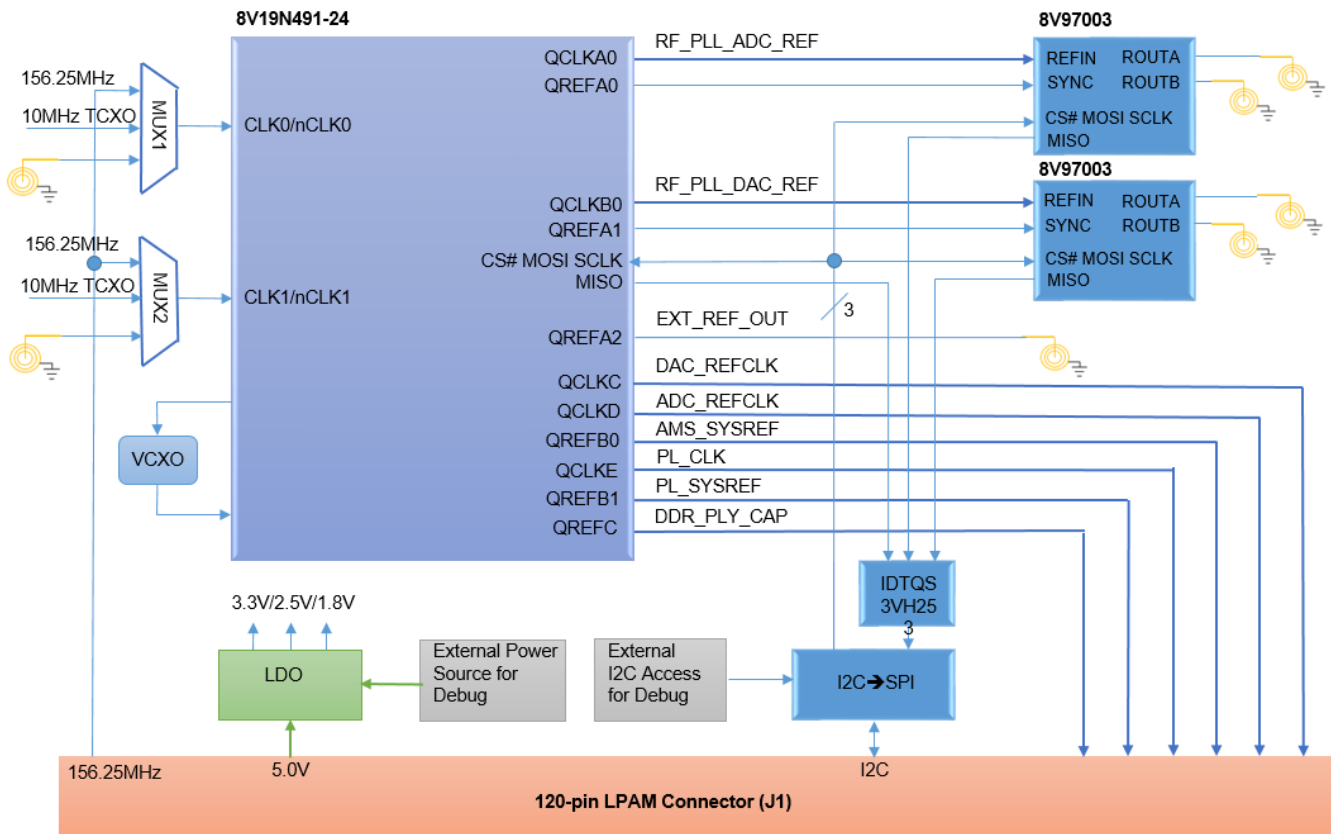 8V19N491-24
8V97003
156.25MHz
10MHz TCXO
MUX1
CLK0/nCLK0
QCLKA0
QREFA0
RF_PLL_ADC_REF
REFIN ROUTA
SYNC ROUTB
CS# MOSI SCLK
MISO
8V97003
156.25MHz
10MHz TCXO
MUX2
CLK1/nCLK1
QCLKB0
QREFA1
CS# MOSI SCLK
MISO
RF_PLL_DAC_REF
REFIN ROUTA
SYNC ROUTB
CS# MOSI SCLK
MISO
3
QREFA2
EXT_REF_OUT
QCLKC
DAC_REFCLK
QCLKD
ADC_REFCLK
QREFB0
AMS_SYSREF
QCLKE
PL_CLK
QREFB1
PL_SYSREF
QREFC
DDR_PLY_CAP
VCXO
IDTQS
3VH25
3
3.3V/2.5V/1.8V
LDO
External Power
Source for
Debug
External
I2C Access
for Debug
I2C➔SPI
156.25MHz
5.0V
I2C
120-pin LPAM Connector (J1)